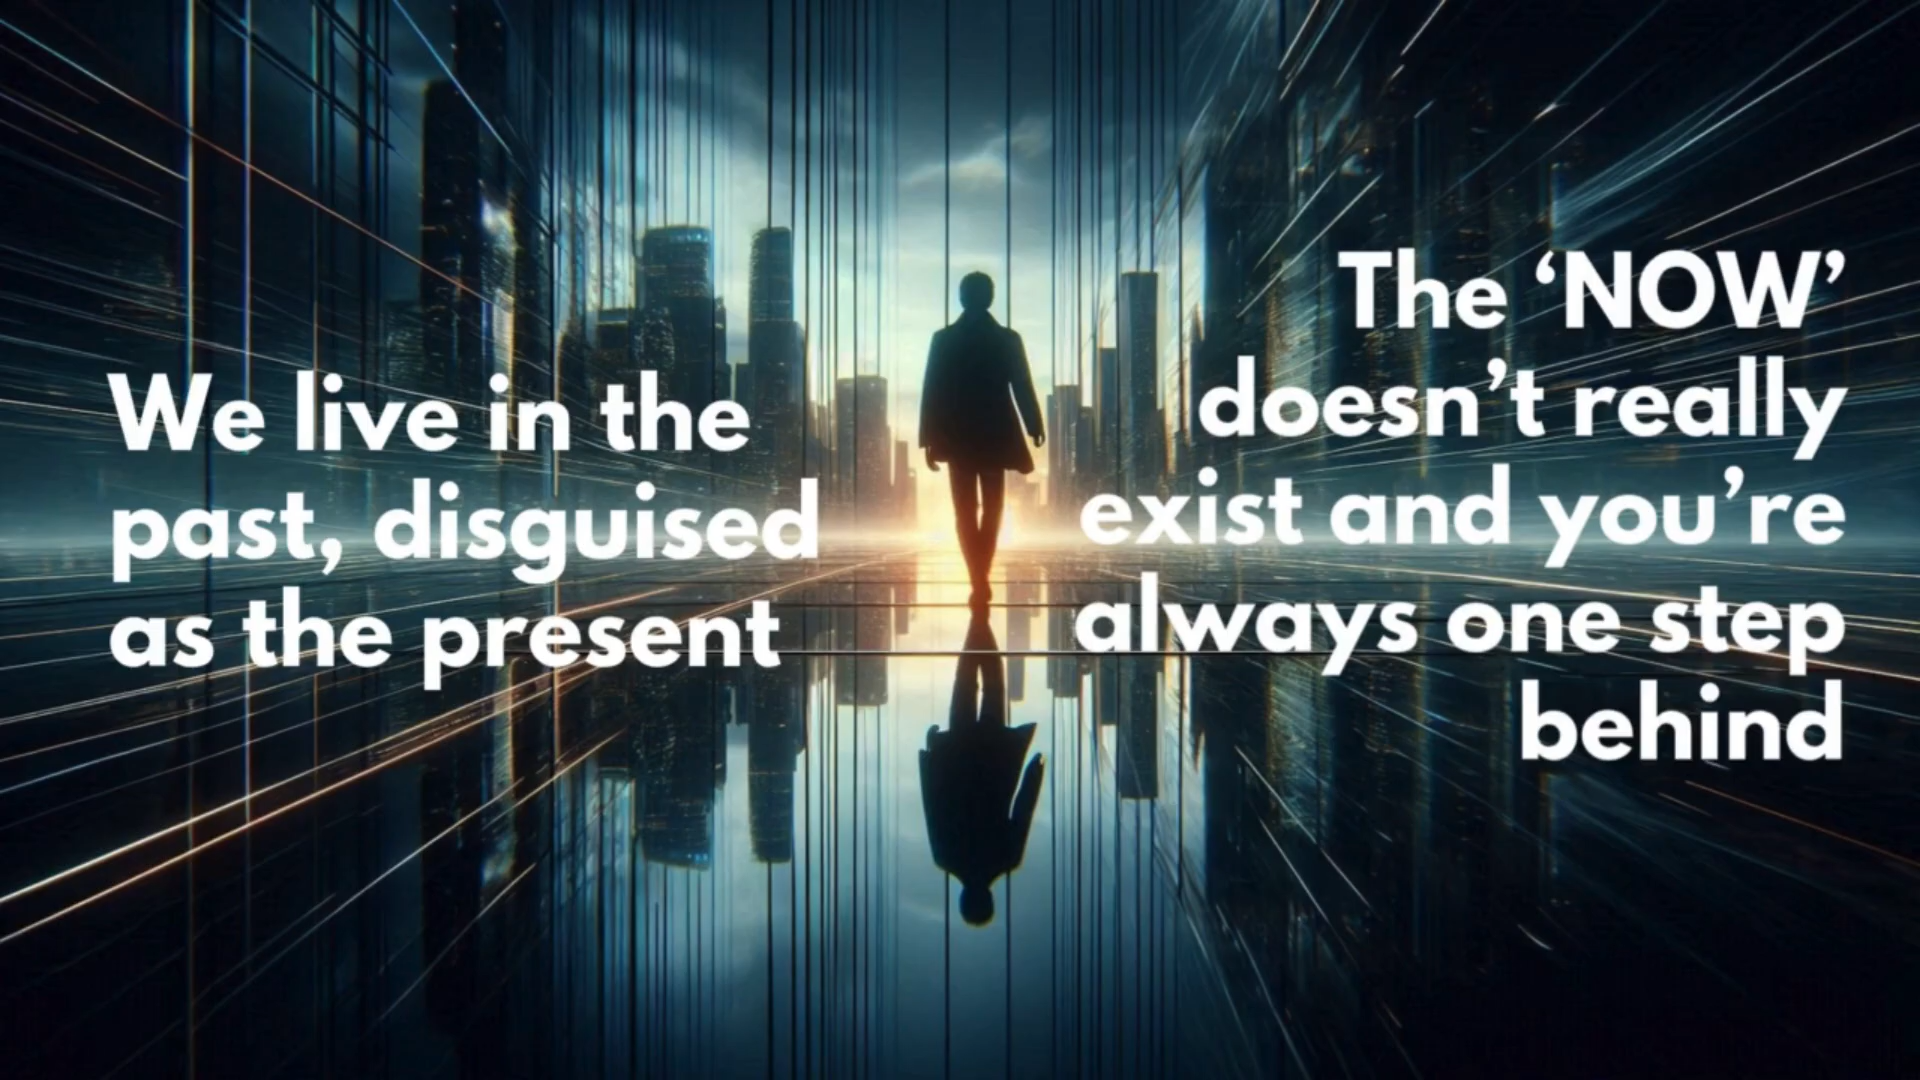 We live in the
past, disguised
as the present
The ‘NOW’
doesn’t really
exist and you’re
always one step
behind